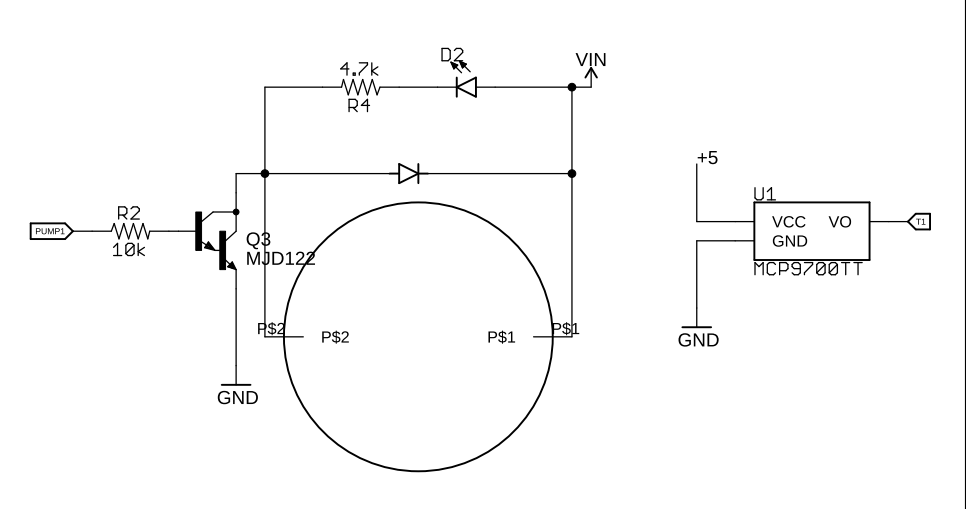 D2
VIN
4.7k
R4
+5
U1
R2
PUMP1
10k
Q3
MJD122
VCC VO
GND
T1
MCP9700TT
P$2 P$2 P$1 P$1
GND
GND